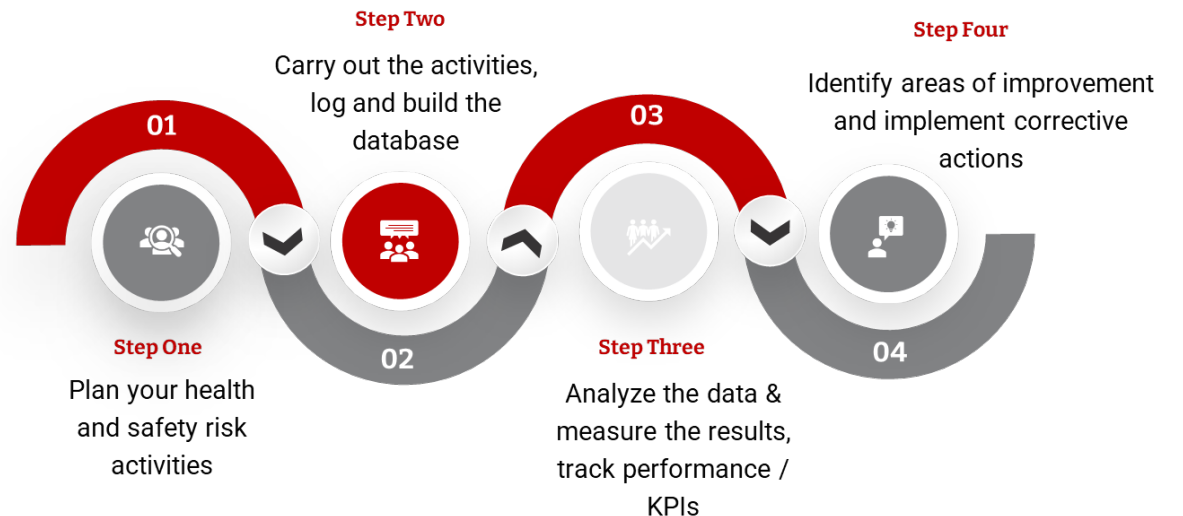 01
Step One
Plan your health
and safety risk
activities
Step Two
Carry out the activities,
log and build the
database
02
03
Step Three
Analyze the data &
measure the results,
track performance /
KPIs
Step Four
Identify areas of improvement
and implement corrective
actions
04